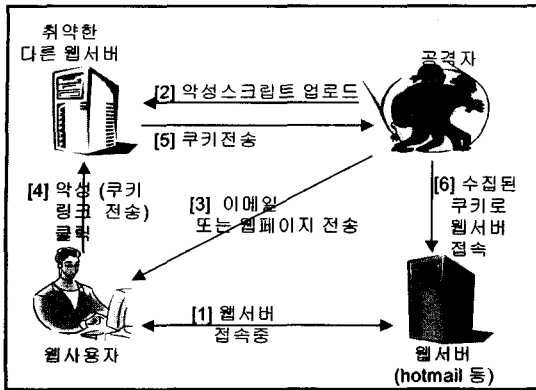 취약한
다른 웹서버
공격자
[2] 악성스크립트 업로드
[5] 쿠키전송
[4] 악성 (쿠키
링크 전송)
클릭
[3] 이메일
또는 웹페이지 전송
[6] 수집된
쿠키로
웹서버
접속
[1] 웹서버
접속중
웹사용자
웹서버
(hotmail 등)